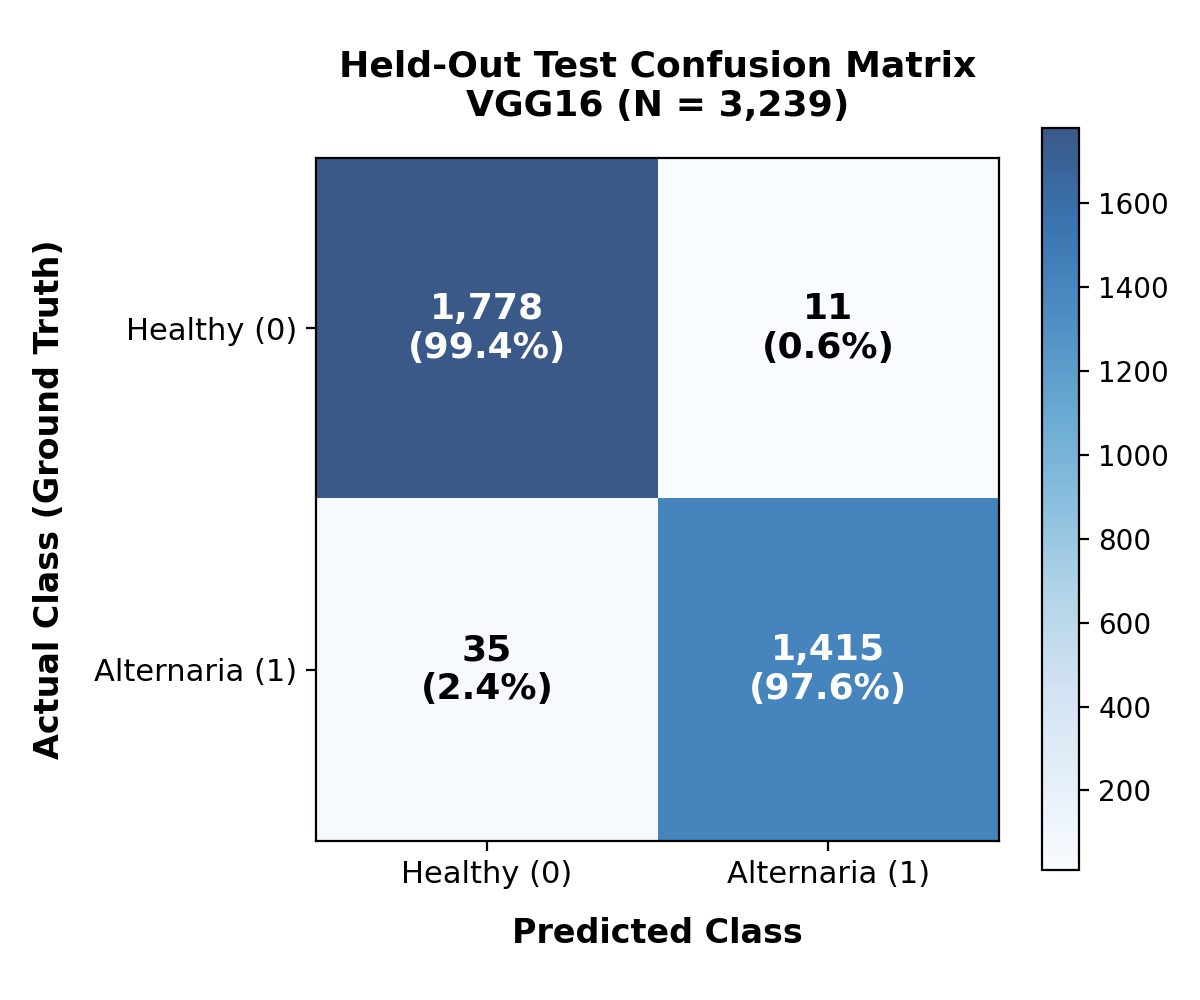 Held-Out Test Confusion Matrix
VGG16 (N = 3,239)
Actual Class (Ground Truth)
Healthy (0)
1,778
(99.4%)
11
(0.6%)
Alternaria (1)
35
(2.4%)
1,415
(97.6%)
Healthy (0)
Alternaria (1)
Predicted Class
1600
1400
1200
1000
800
600
400
200